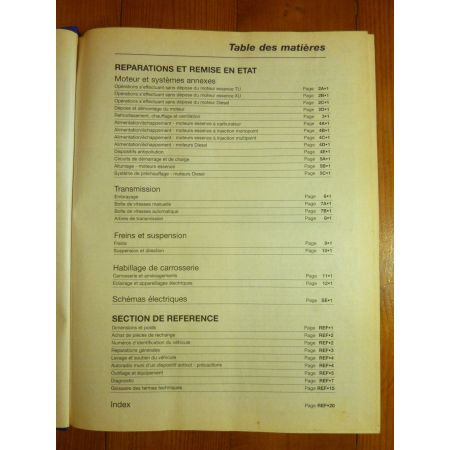 Table des matières
REPARATIONS ET REMISE EN ETAT
Moteur et systèmes annexes
Opérations s'effectuant sans dépose du moteur essence TU Page 2A•1
Opérations s'effectuant sans dépose du moteur essence XU Page 2B•1
Opérations s'effectuant sans dépose du moteur Diesel Page 2C•1
Dépose et démontage du moteur Page 2D•1
Refroidissement, chauffage et ventilation Page 3•1
Alimentation/échappement - moteurs essence à carburateur Page 4A•1
Alimentation/échappement - moteurs essence à injection monopoint Page 4B•1
Alimentation/échappement - moteurs essence à injection multipoint Page 4C•1
Alimentation/échappement - moteurs Diesel Page 4D•1
Dispositifs antipollution Page 4E•1
Circuits de démarrage et de charge Page 5A•1
Allumage - moteurs essence Page 5B•1
Système de préchauffage - moteurs Diesel Page 5C•1
Transmission
Embrayage Page 6•1
Boîte de vitesses manuelle Page 7A•1
Boîte de vitesses automatique Page 7B•1
Arbres de transmission Page 8•1
Freins et suspension
Freins Page 9•1
Suspension et direction Page 10•1
Habillage de carrosserie
Carrosserie et aménagements Page 11•1
Eclairage et appareillages électriques Page 12•1
Schémas électriques Page SE•1
SECTION DE REFERENCE
Dimensions et poids Page REF•1
Achat de pièces de rechange Page REF•2
Numéros d'identification du véhicule Page REF•2
Réparations générales Page REF•3
Levage et soutien du véhicule Page REF•4
Autoradio muni d'un dispositif antivol - précautions Page REF•4
Outillage et équipement Page REF•5
Diagnostic Page REF•7
Glossaire des termes techniques Page REF•15
Index Page REF•20